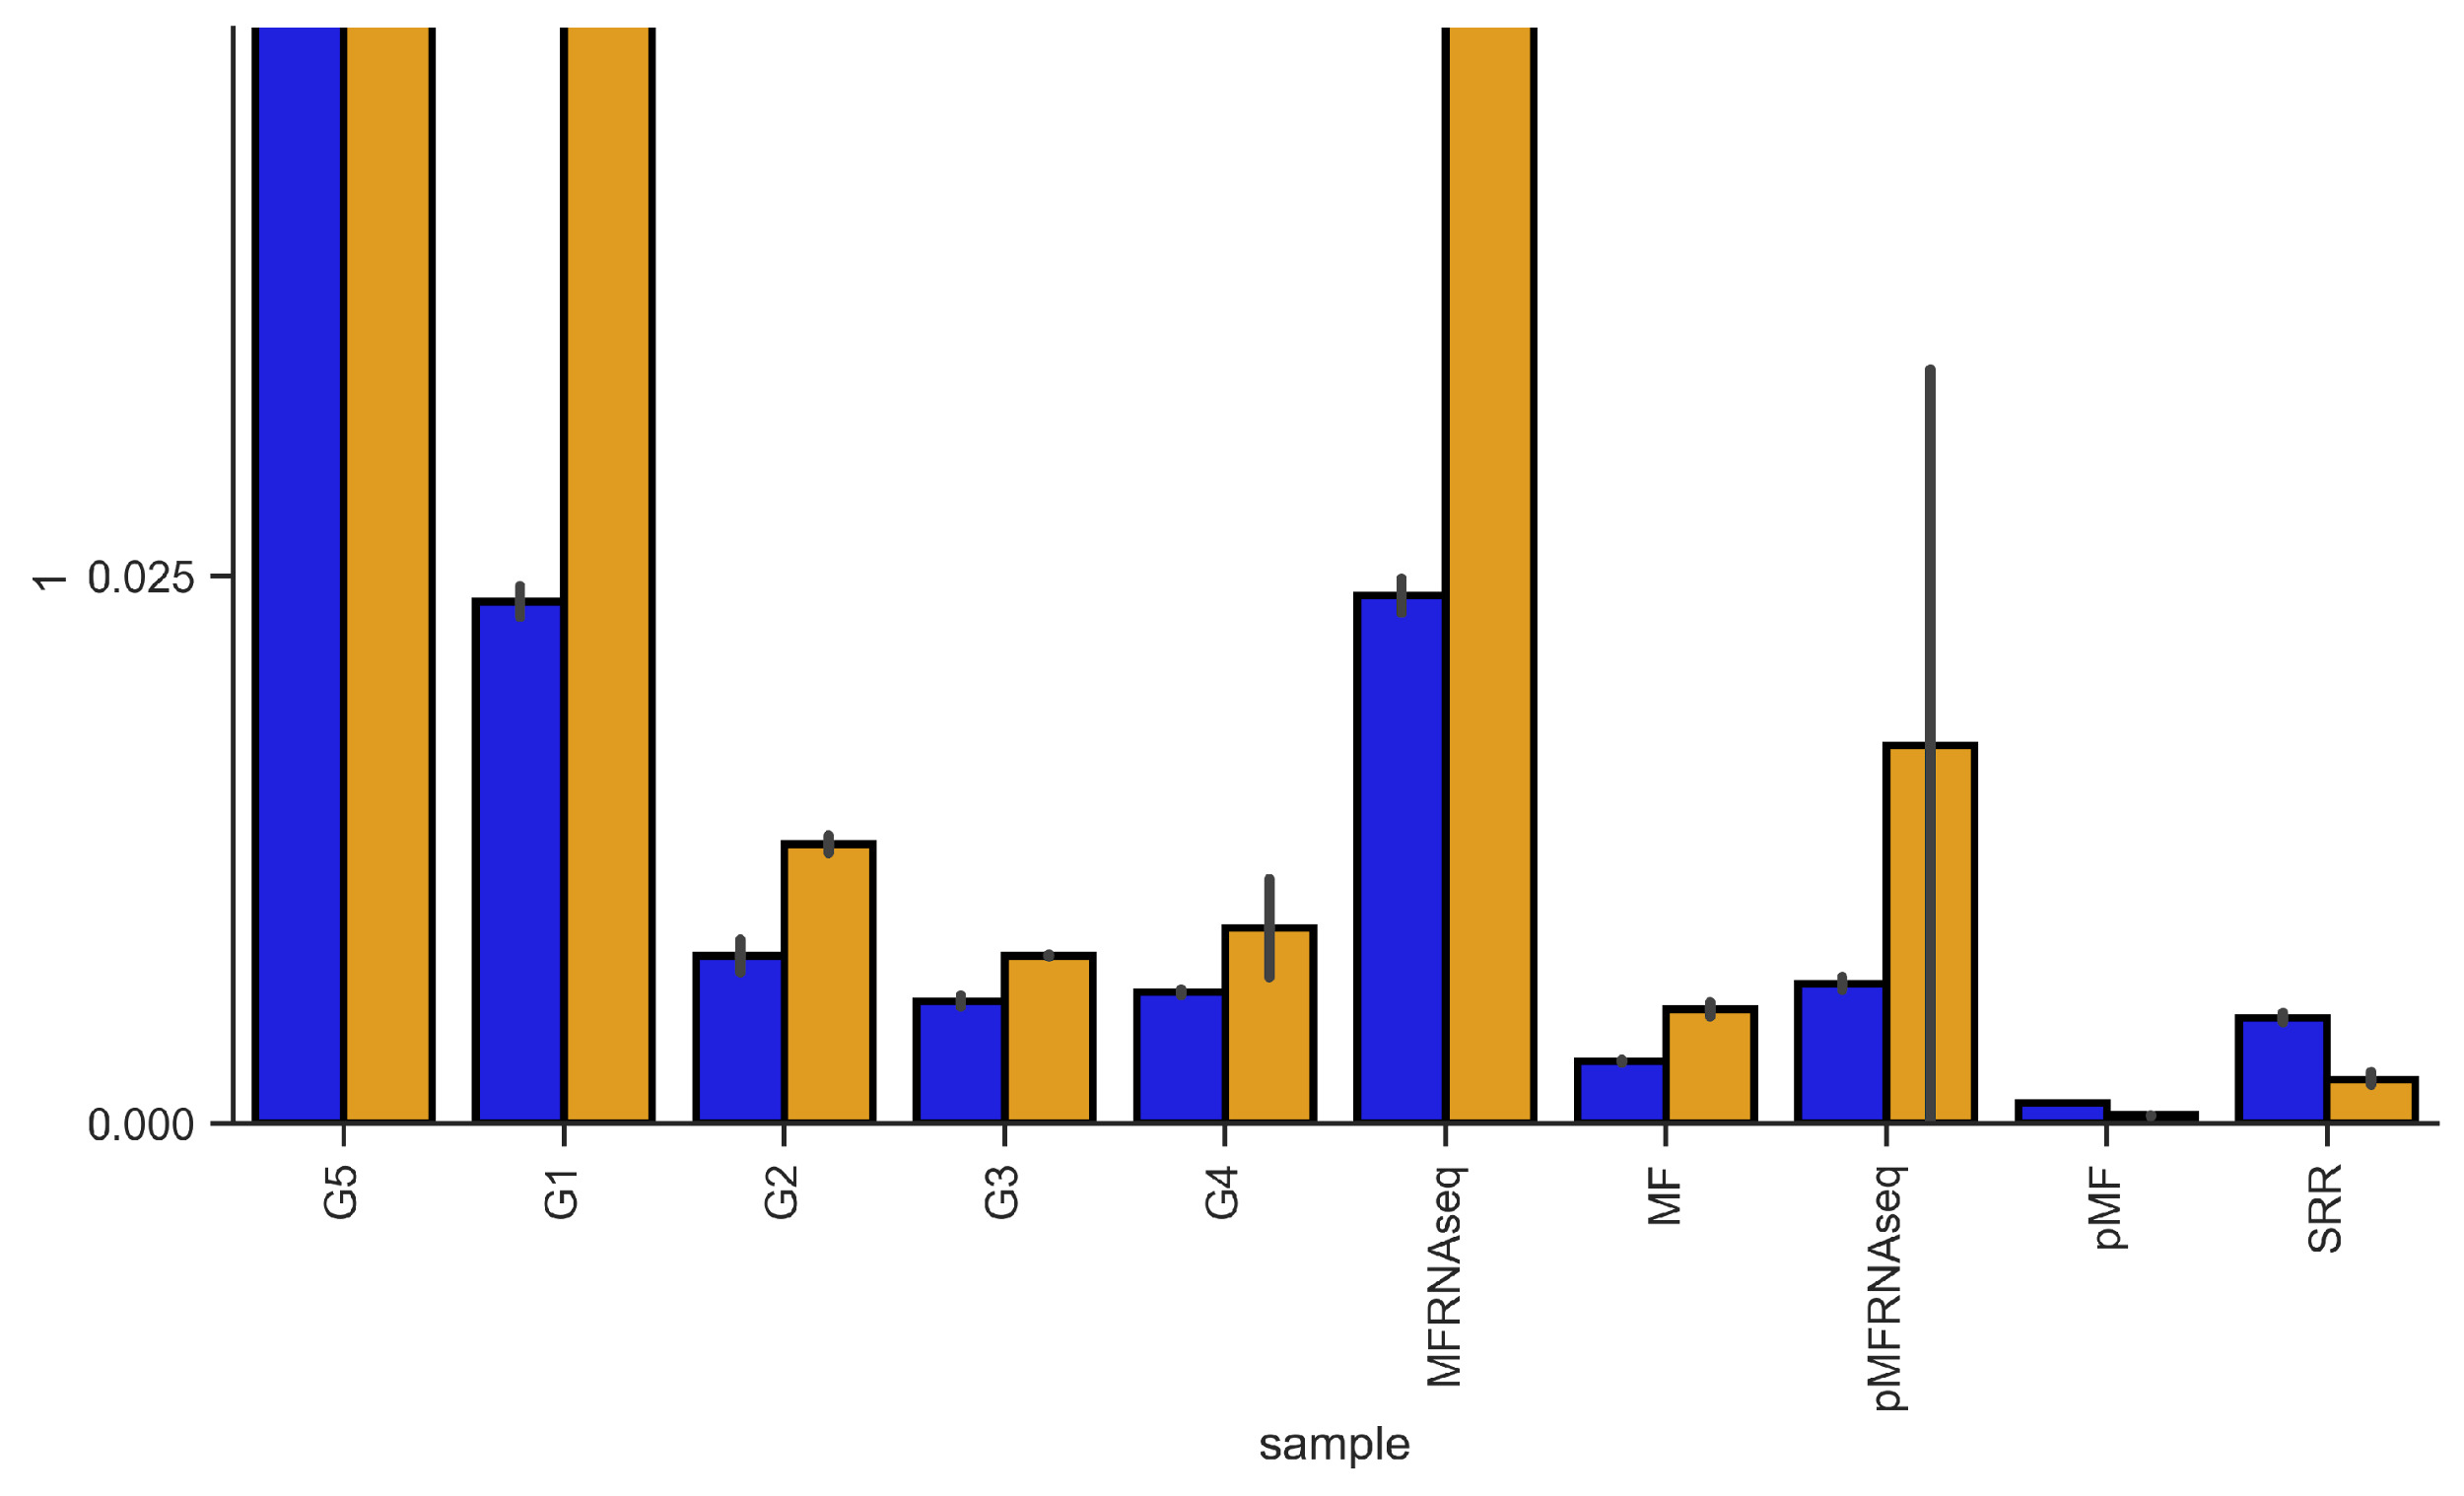 1
0.025
0.000
G5
G1
G2
G3
G4
MFRNAseq
MF
pMFRNAseq
pMF
SRR
sample